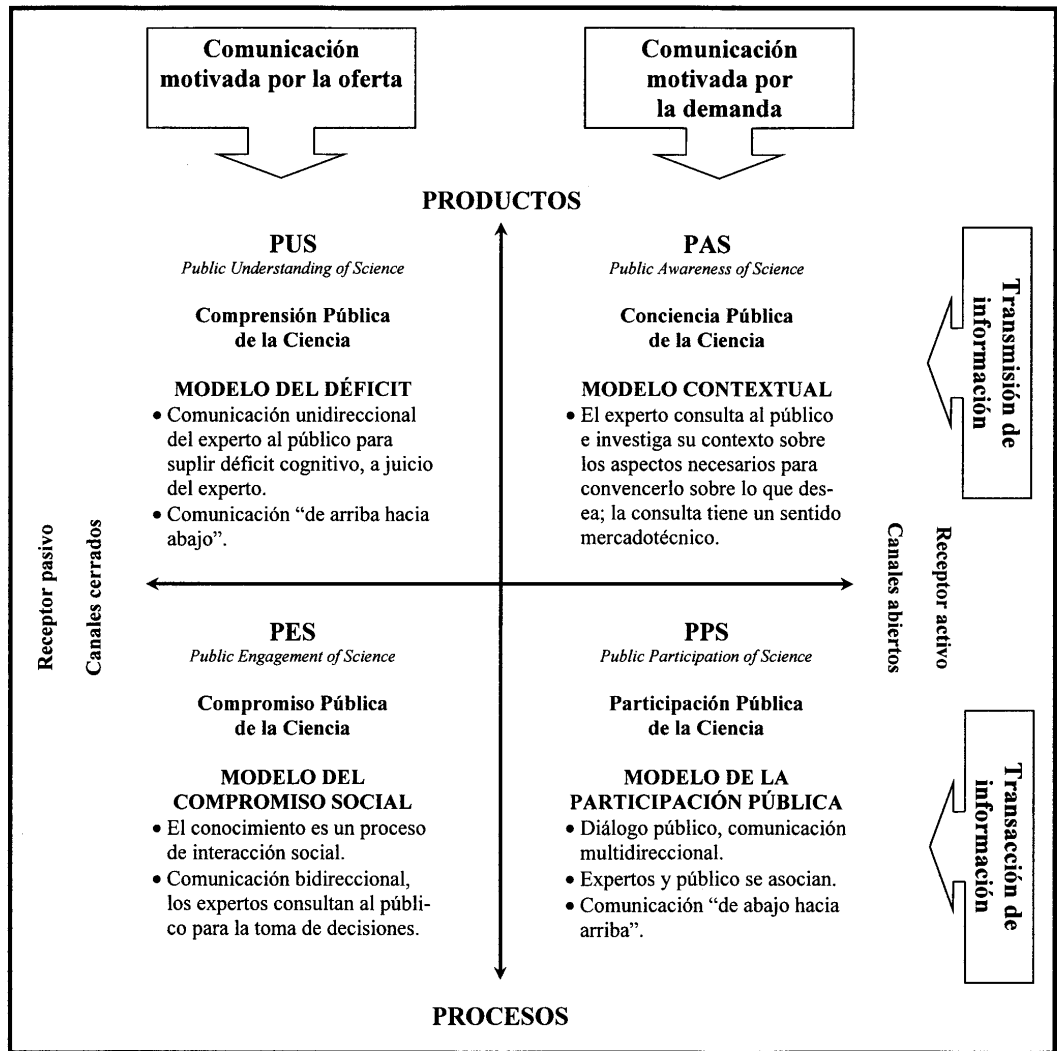 Comunicación
motivada por la oferta
Comunicación
motivada por
la demanda
PRODUCTOS
PUS
Public Understanding of Science
Comprensión Pública
de la Ciencia
MODELO DEL DÉFICIT
• Comunicación unidireccional
del experto al público para
suplir déficit cognitivo, a juicio
del experto.
• Comunicación “de arriba hacia
abajo”.
PAS
Public Awareness of Science
Conciencia Pública
de la Ciencia
MODELO CONTEXTUAL
• El experto consulta al público
e investiga su contexto sobre
los aspectos necesarios para
convencerlo sobre lo que des-
ea; la consulta tiene un sentido
mercadotécnico.
Transmisión de
información
Receptor pasivo
Canales cerrados
Receptor activo
Canales abiertos
PES
Public Engagement of Science
Compromiso Pública
de la Ciencia
MODELO DEL
COMPROMISO SOCIAL
• El conocimiento es un proceso
de interacción social.
• Comunicación bidireccional,
los expertos consultan al públi-
co para la toma de decisiones.
PPS
Public Participation of Science
Participación Pública
de la Ciencia
MODELO DE LA
PARTICIPACIÓN PÚBLICA
• Diálogo público, comunicación
multidireccional.
• Expertos y público se asocian.
• Comunicación “de abajo hacia
arriba”.
Transacción de
información
PROCESOS